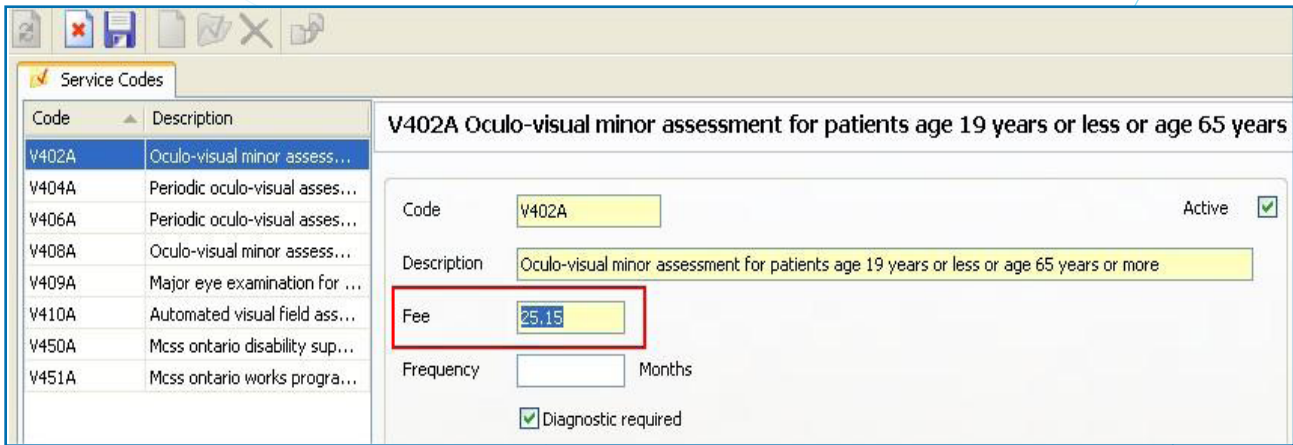 Service Codes
Code Description
V402A Oculo-visual minor assess...
V404A Periodic oculo-visual asses...
V406A Periodic oculo-visual asses...
V408A Oculo-visual minor assess...
V409A Major eye examination for ...
V410A Automated visual field ass...
V450A Mcss ontario disability sup...
V451A Mcss ontario works progra...
V402A Oculo-visual minor assessment for patients age 19 years or less or age 65 years
Code V402A Active
Description Oculo-visual minor assessment for patients age 19 years or less or age 65 years or more
Fee 25.15
Frequency Months
Diagnostic required